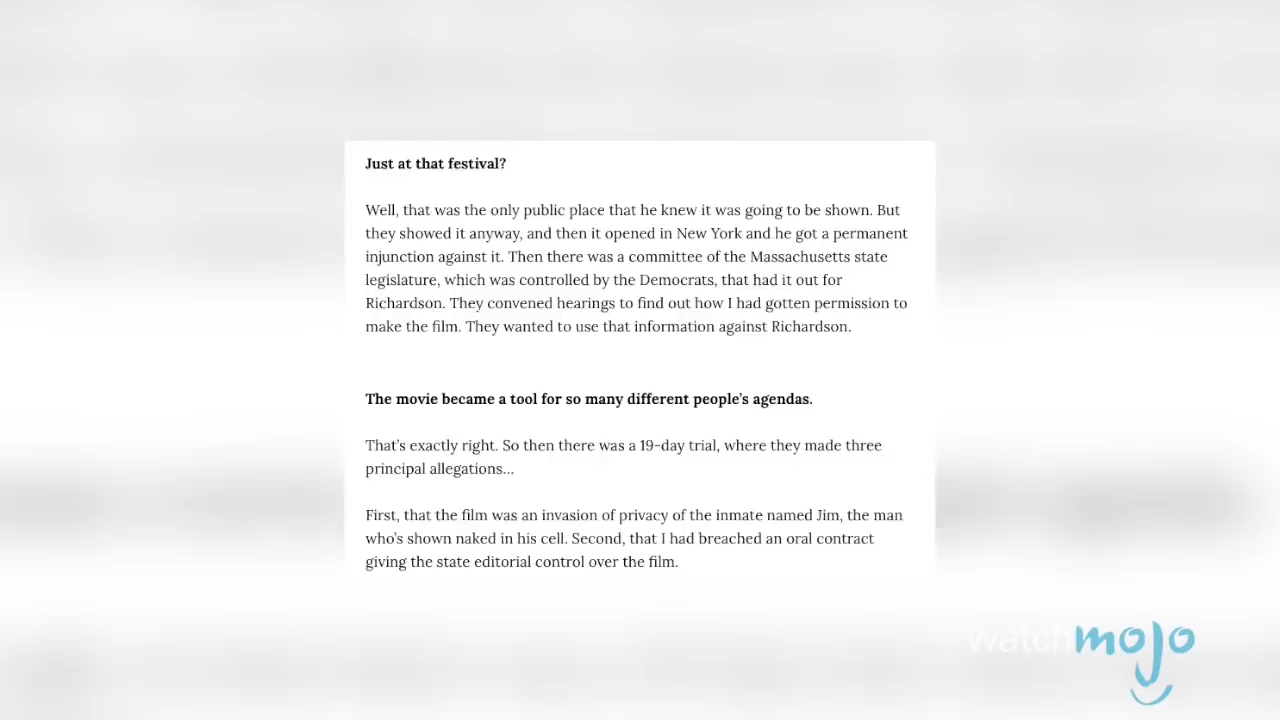 Just at that festival?
Well, that was the only public place that he knew it was going to be shown. But
they showed it anyway, and then it opened in New York and he got a permanent
injunction against it. Then there was a committee of the Massachusetts state
legislature, which was controlled by the Democrats, that had it out for
Richardson. They convened hearings to find out how I had gotten permission to
make the film. They wanted to use that information against Richardson.
The movie became a tool for so many different people’s agendas.
That’s exactly right. So then there was a 19-day trial, where they made three
principal allegations…
First, that the film was an invasion of privacy of the inmate named Jim, the man
who’s shown naked in his cell. Second, that I had breached an oral contract
giving the state editorial control over the film.
watchmojo